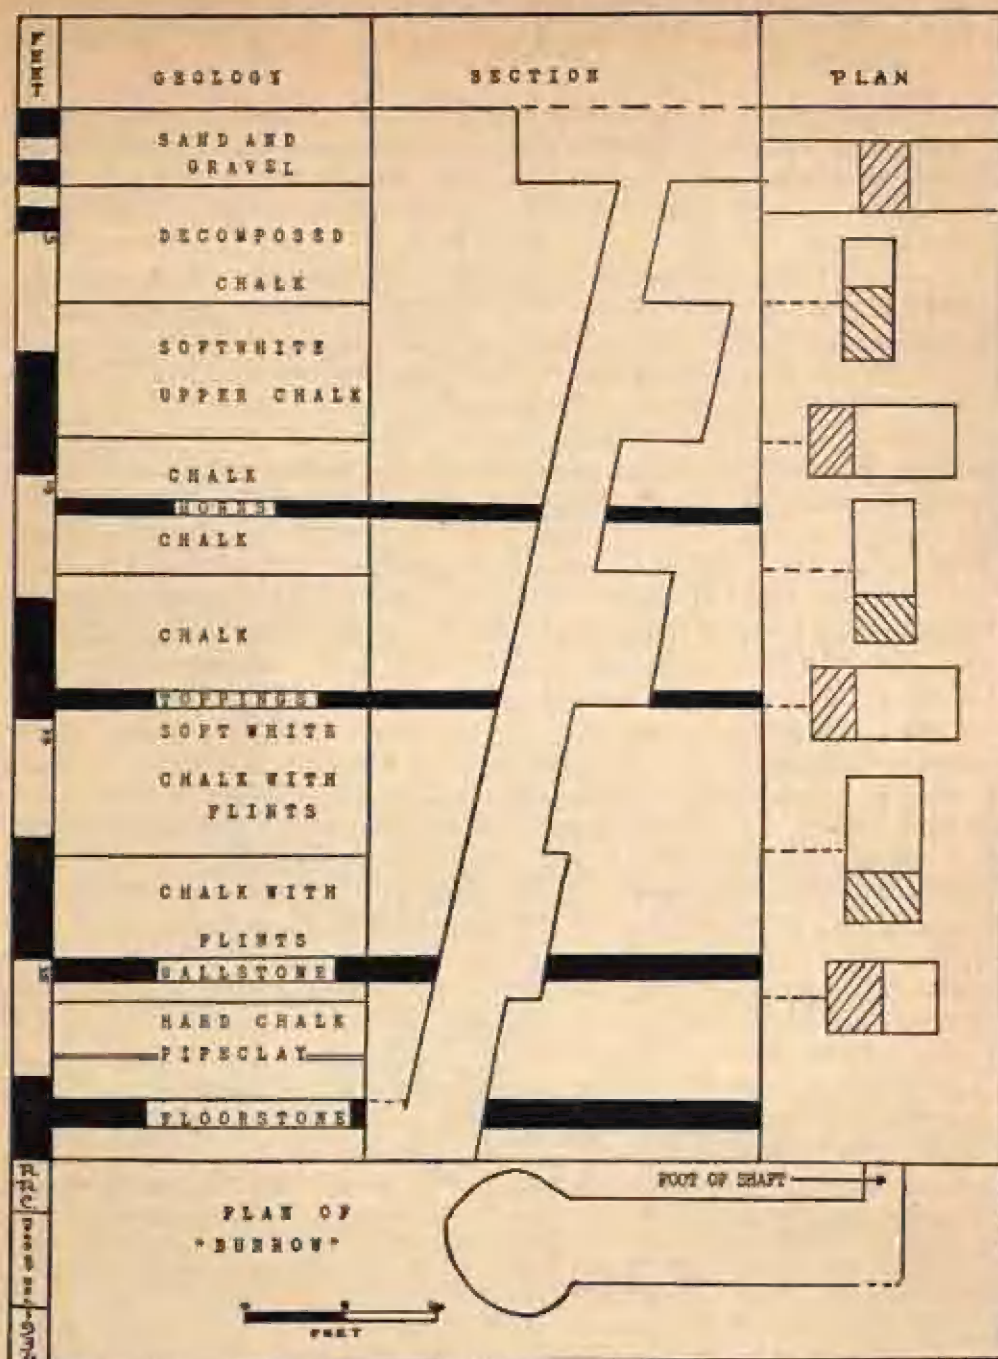 FEET
GEOLOGY
SECTION
PLAN
SAND AND
GRAVEL
DECOMPOSED
CHALK
SOFTWHITE
UPPER CHALK
CHALK
HORNS
CHALK
CHALK
TOPPINGS
SOFT WHITE
CHALK WITH
FLINTS
CHALK WITH
FLINTS
WALLSTONE
HARD CHALK
PIPECLAY
FLOORSTONE
PLAN OF
"BURROW"
FOOT OF SHAFT
FEET